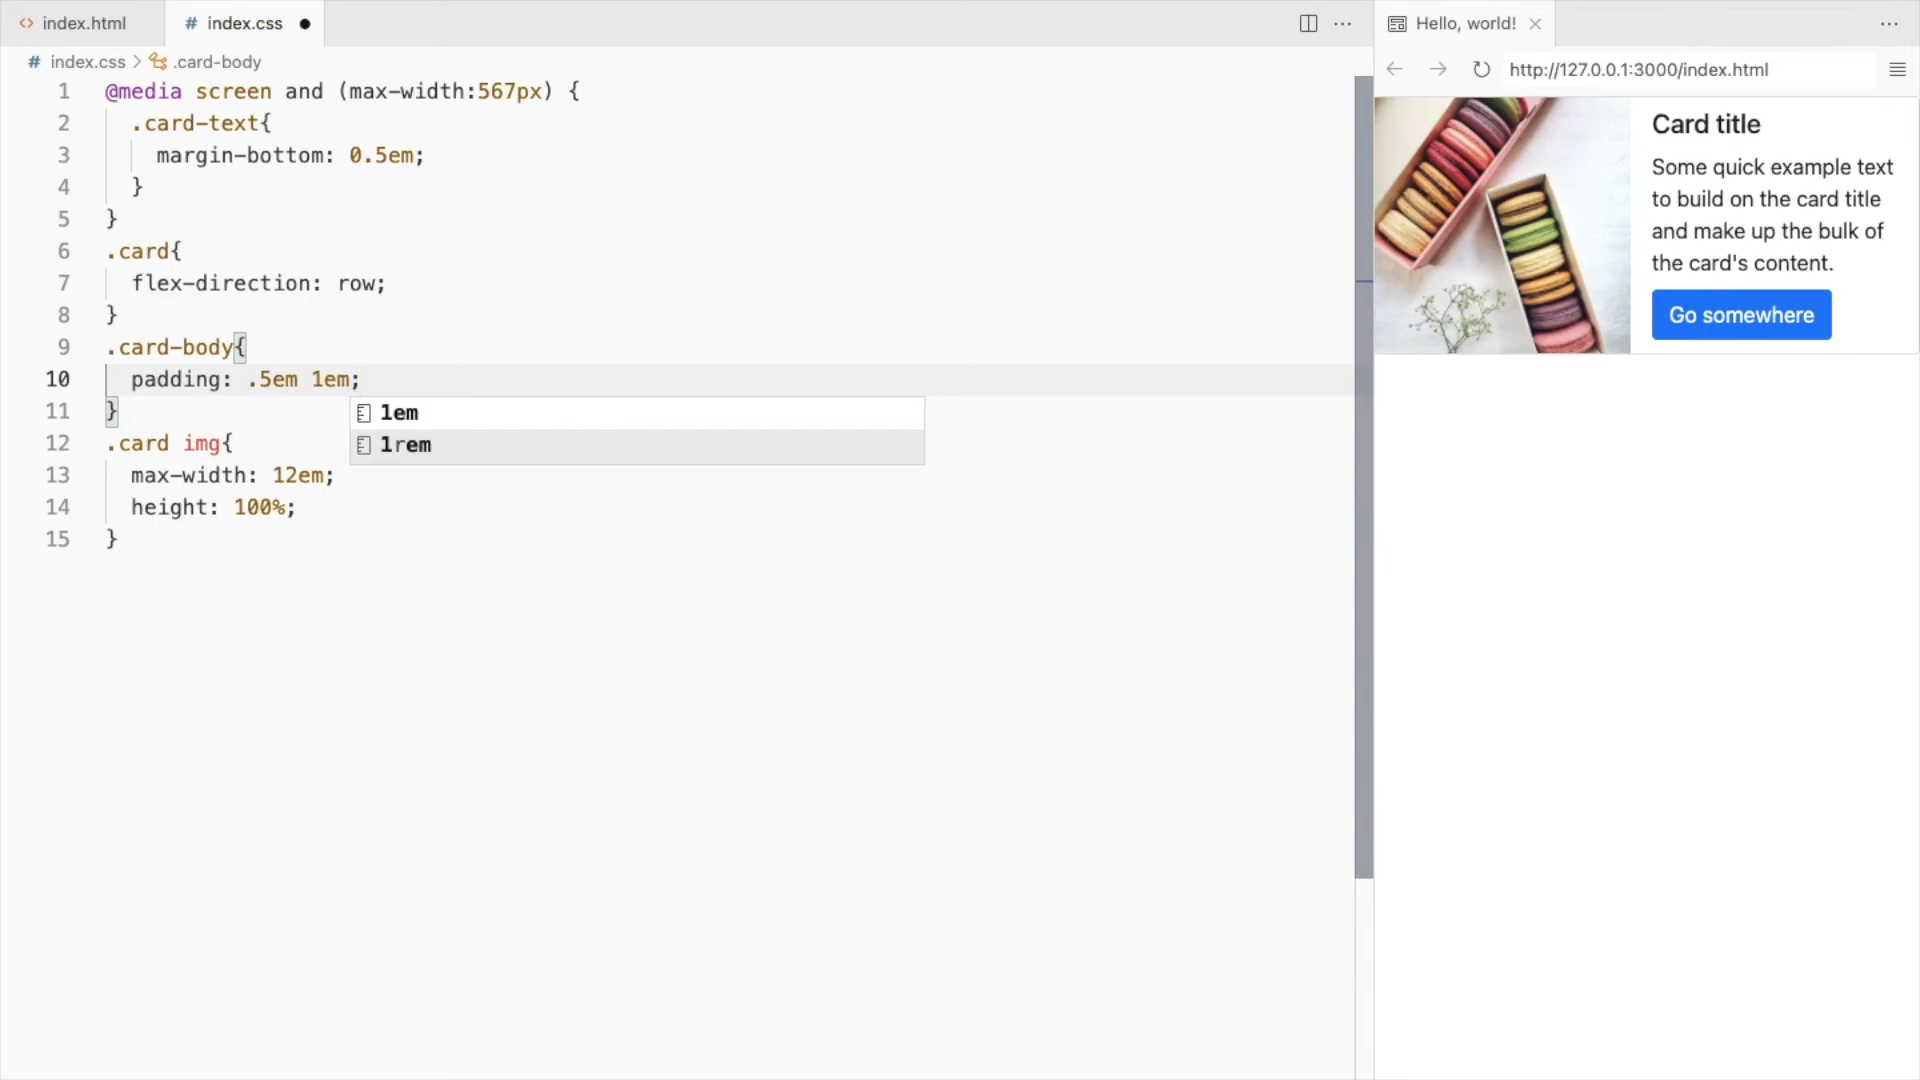 index.html
index.css
Hello, world!
index.css > .card-body
http://127.0.0.1:3000/index.html
1 @media screen and (max-width:567px) {
2 .card-text{
3 margin-bottom: 0.5em;
4 }
5 }
6 .card{
7 flex-direction: row;
8 }
9 .card-body{
10 padding: .5em 1em;
11 }
12 .card img{
13 max-width: 12em;
14 height: 100%;
15 }
1em
1rem
Card title
Some quick example text
to build on the card title
and make up the bulk of
the card's content.
Go somewhere